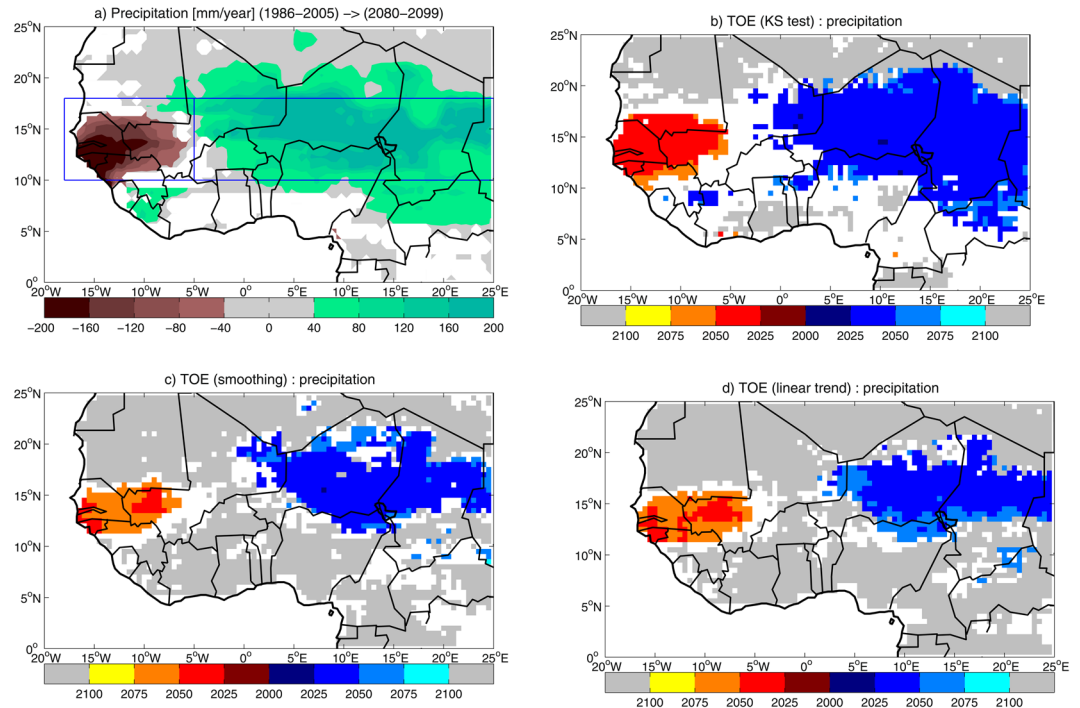 a) Precipitation [mm/year] (1986−2005) −> (2080−2099)
25°N
20°N
15°N
10°N
5°N
0°
20°W 15°W 10°W 5°W 0° 5°E 10°E 15°E 20°E 25°E
−200 −160 −120 −80 −40 0 40 80 120 160 200
b) TOE (KS test) : precipitation
25°N
20°N
15°N
10°N
5°N
0°
20°W 15°W 10°W 5°W 0° 5°E 10°E 15°E 20°E 25°E
2100 2075 2050 2000 2025 2050 2075 2100
c) TOE (smoothing) : precipitation
25°N
20°N
15°N
10°N
5°N
0°
20°W 15°W 10°W 5°W 0° 5°E 10°E 15°E 20°E 25°E
2100 2075 2050 2025 2000 2025 2050 2075 2100
d) TOE (linear trend) : precipitation
25°N
20°N
15°N
10°N
5°N
0°
20°W 15°W 10°W 5°W 0° 5°E 10°E 15°E 20°E 25°E
2100 2075 2050 2025 2000 2025 2050 2075 2100